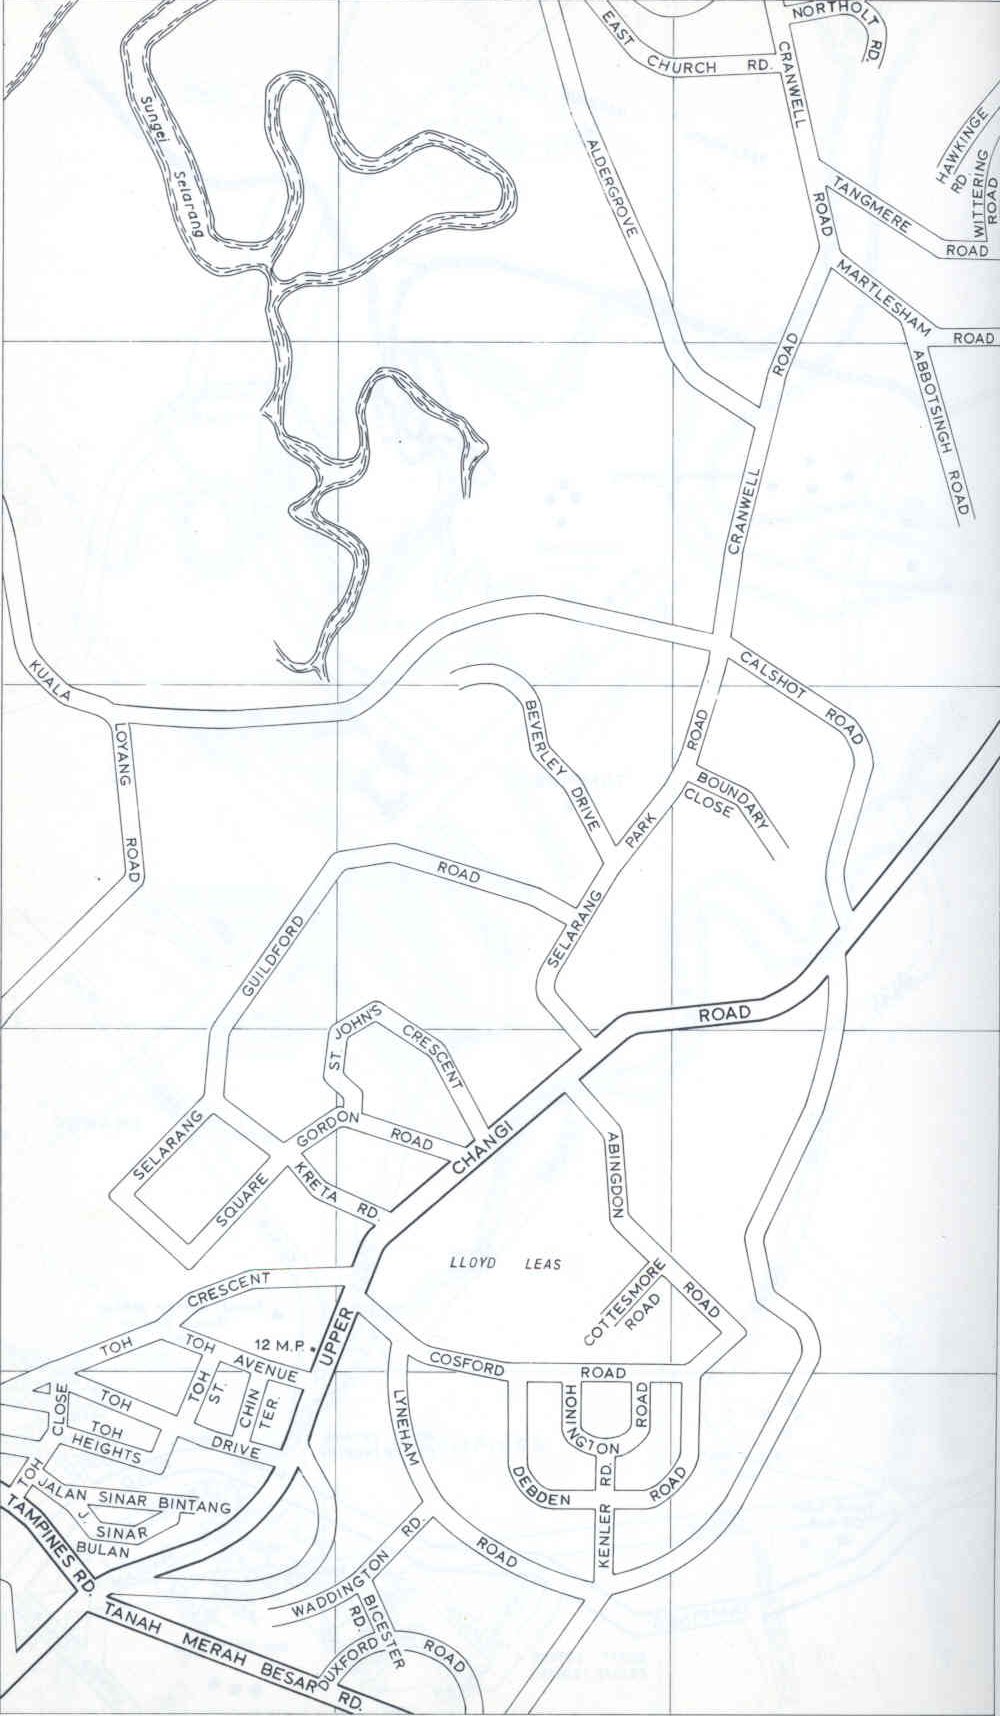 NORTHOLT RD.
EAST CHURCH RD.
CRANWELL ROAD
HAWKINGE RD.
WITTERING ROAD
Sungei Selarang
ALDERGROVE
TANGMERE ROAD
MARTLESHAM ROAD
ROAD
ABBOTSINGH ROAD
CRANWELL
KUALA
LOYANG ROAD
CALSHOT ROAD
BEVERLEY DRIVE
ROAD
BOUNDARY CLOSE
PARK
SELARANG
GUILDFORD ROAD
ST JOHN'S CRESCENT
ROAD
CHANGI
GORDON ROAD
SELARANG SQUARE
KRETA RD.
ABINGDON ROAD
LLOYD LEAS
COTTESMORE ROAD
CRESCENT
TOH
TOH AVENUE
12 M.P.
UPPER
TOH ST.
CHIN TER.
COSFORD ROAD
CLOSE
TOH
TOH HEIGHTS
DRIVE
LYNEHAM ROAD
HONINGTON ROAD
DEBDEN ROAD
KENLER RD.
TOH
JALAN SINAR BINTANG
J. SINAR BULAN
TAMPINES RD.
WADDINGTON RD.
BICESTER RD.
DUXFORD ROAD
TANAH MERAH BESAR RD.